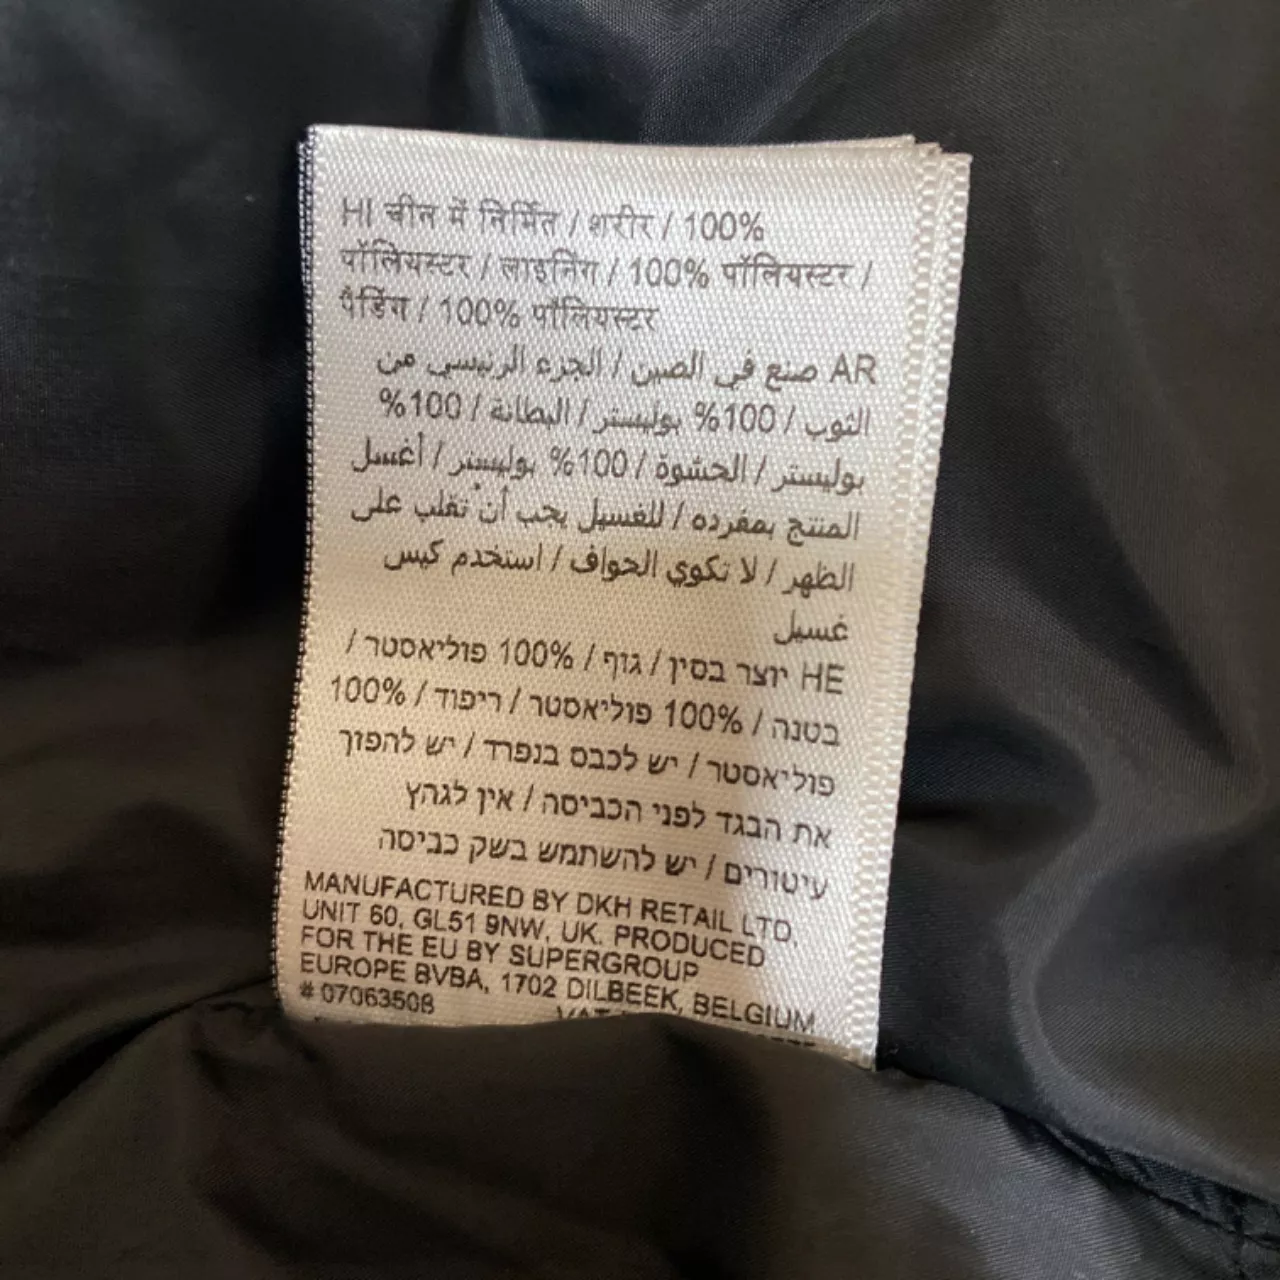 HI चीन में निर्मित / शरीर / 100%
पॉलियस्टर / लाइनिंग / 100% पॉलियस्टर /
पैडिंग / 100% पॉलियस्टर
AR صنع في الصين / الجزء الرئيسي من
الثوب / 100% بوليستر / البطانة / 100%
بوليستر / الحشوة / 100% بوليستر / أغسل
المنتج بمفرده / للغسيل يجب أن تقلب على
الظهر / لا تكوي الحواف / استخدم كيس
غسيل
HE יוצר בסין / גוף / 100% פוליאסטר /
בטנה / 100% פוליאסטר / ריפוד / 100%
פוליאסטר / יש לכבס בנפרד / יש להפוך
את הבגד לפני הכביסה / אין לגהץ
עיטורים / יש להשתמש בשק כביסה
MANUFACTURED BY DKH RETAIL LTD.
UNIT 60, GL51 9NW, UK. PRODUCED
FOR THE EU BY SUPERGROUP
EUROPE BVBA, 1702 DILBEEK, BELGIUM
# 07063508
VAT